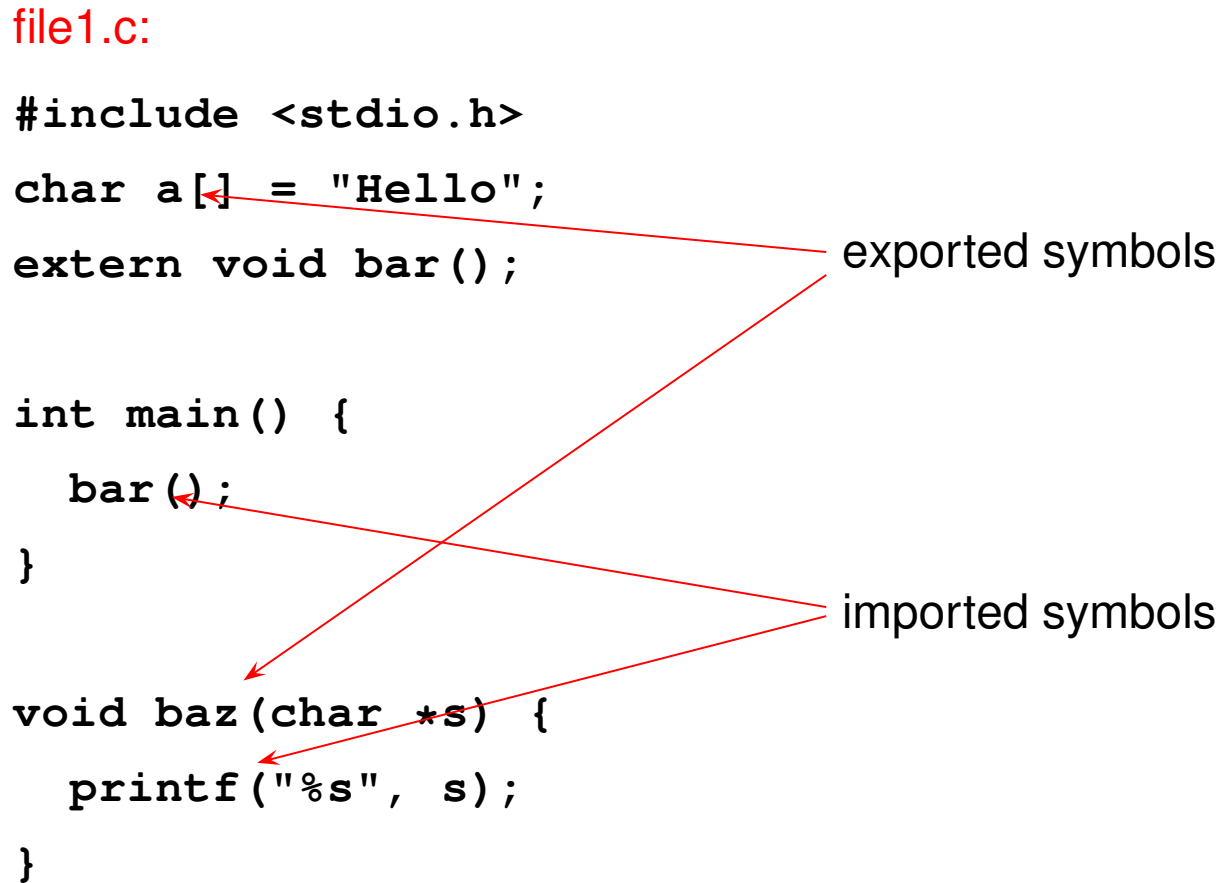 file1.c:
#include <stdio.h>
char a[] = "Hello";
extern void bar();
exported symbols
int main() {
  bar();
}
imported symbols
void baz(char *s) {
  printf("%s", s);
}